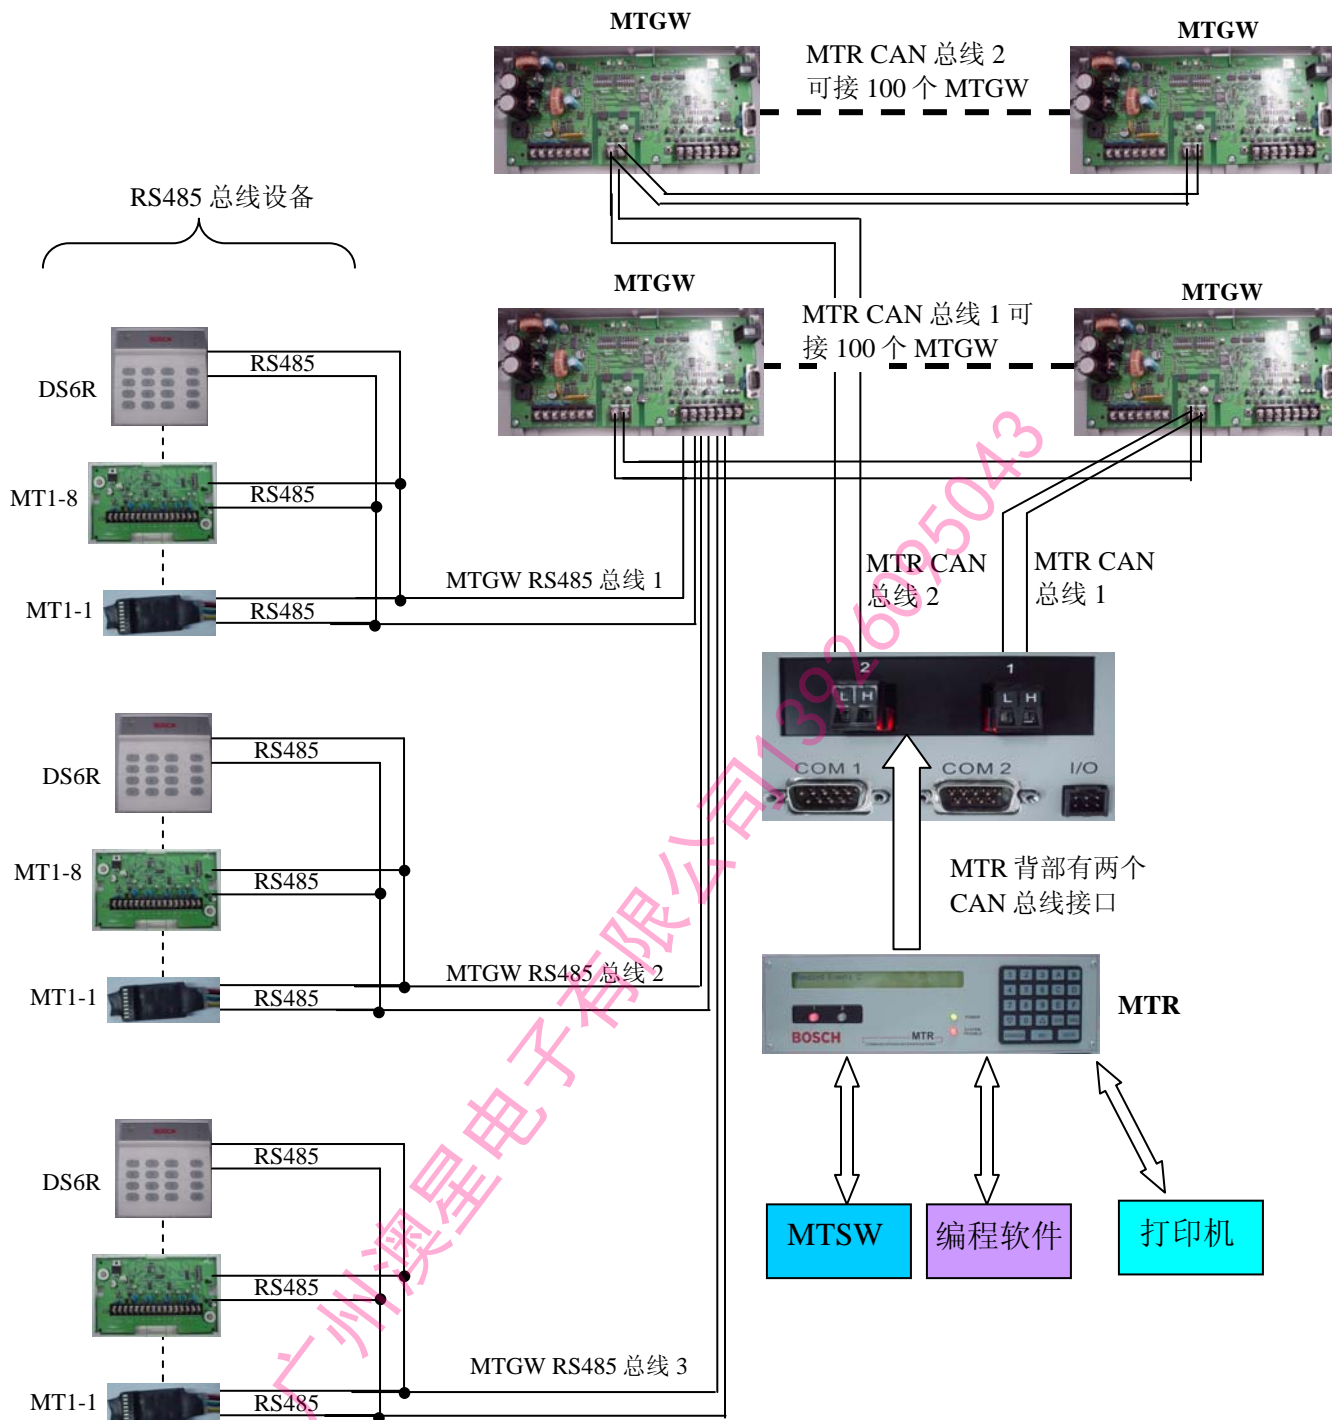 MTGW
MTGW
MTR CAN 总线 2
可接 100 个 MTGW
RS485 总线设备
MTGW
MTGW
MTR CAN 总线 1 可
接 100 个 MTGW
DS6R
RS485
MT1-8
RS485
MT1-1
RS485
MTGW RS485 总线 1
MTR CAN
总线 2
MTR CAN
总线 1
2
1
L H
L H
COM 1
COM 2
I/O
DS6R
RS485
MT1-8
RS485
MT1-1
RS485
MTGW RS485 总线 2
MTR 背部有两个
CAN 总线接口
BOSCH
MTR
MTR
DS6R
BOSCH
RS485
RS485
MT1-1
RS485
MTGW RS485 总线 3
MTSW
编程软件
打印机
广州澳星电子有限公司13926095043